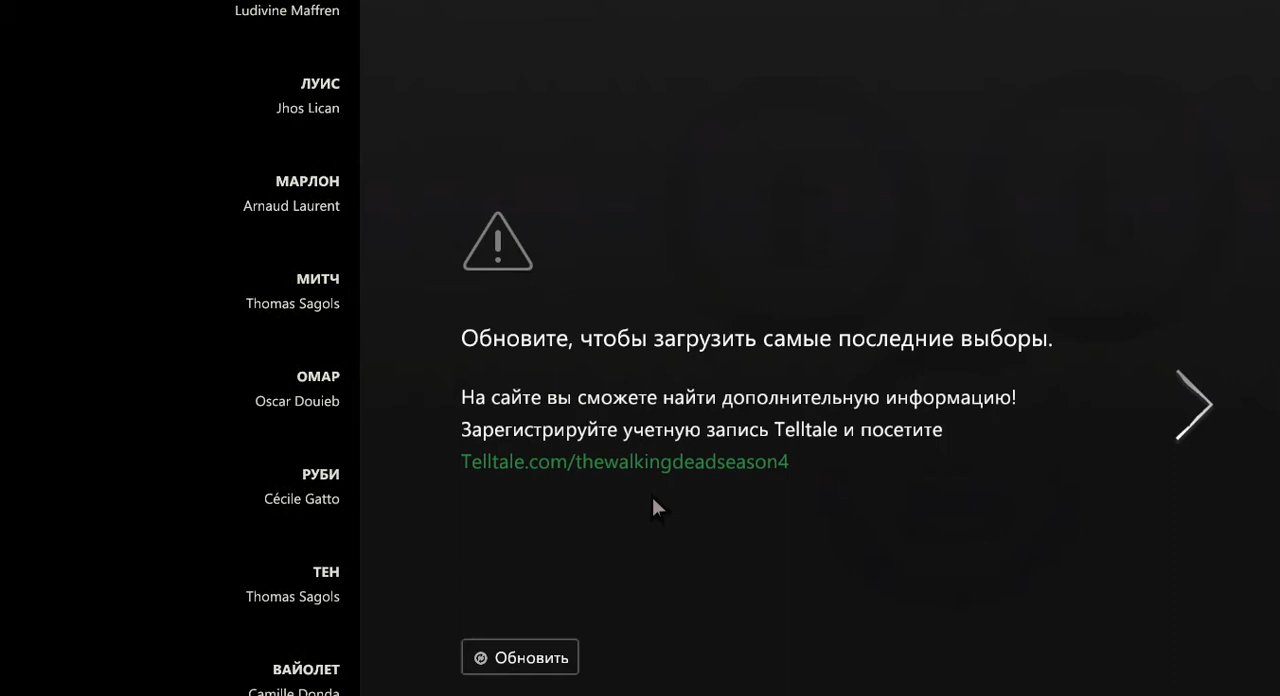 Ludivine Maffren
ЛУИС
Jhos Lican
МАРЛОН
Arnaud Laurent
МИТЧ
Thomas Sagols
ОМАР
Oscar Douieb
РУБИ
Cécile Gatto
ТЕН
Thomas Sagols
ВАЙОЛЕТ
Camille Donda
Обновите, чтобы загрузить самые последние выборы.
На сайте вы сможете найти дополнительную информацию!
Зарегистрируйте учетную запись Telltale и посетите
Telltale.com/thewalkingdeadseason4
Обновить